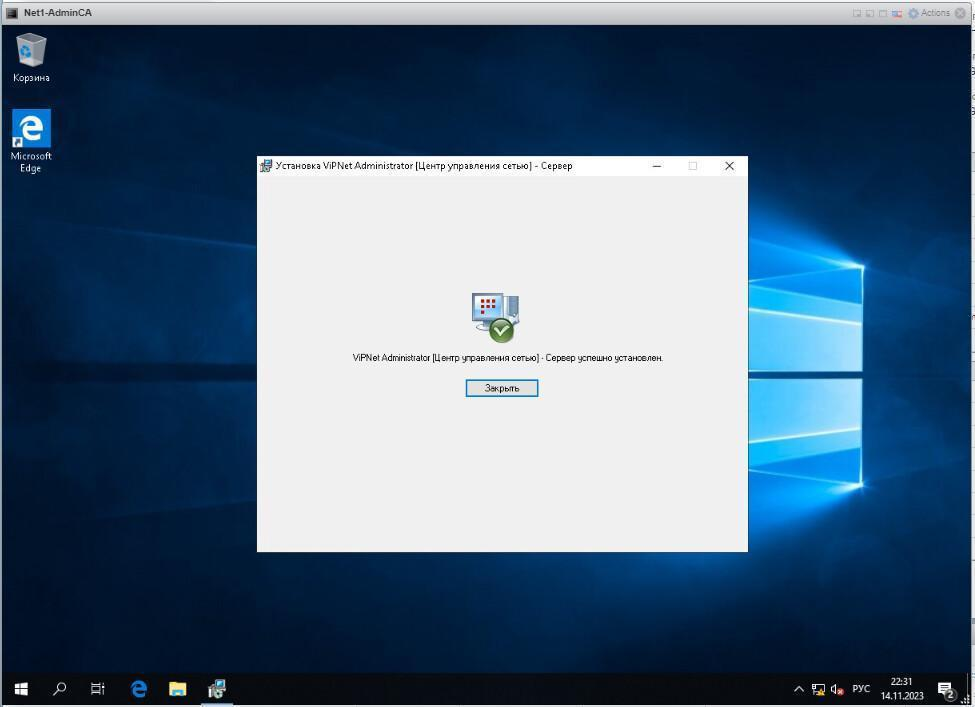 Net1-AdminCA
Actions
Корзина
Microsoft
Edge
Установка ViPNet Administrator [Центр управления сетью] - Сервер
ViPNet Administrator [Центр управления сетью] - Сервер успешно установлен.
Закрыть
РУС
22:31
14.11.2023
2